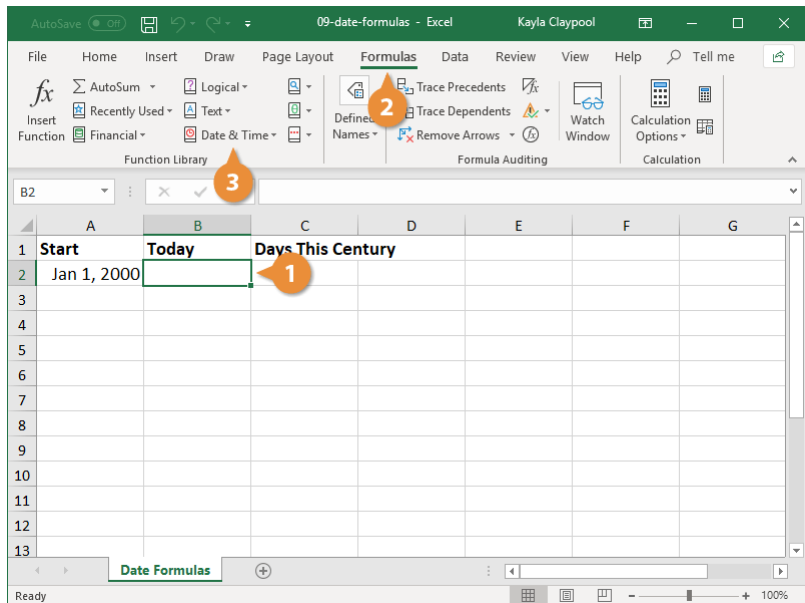 AutoSave Off 09-date-formulas - Excel Kayla Claypool
File Home Insert Draw Page Layout Formulas Data Review View Help Tell me
fx Insert Function
∑ AutoSum
Recently Used
Financial
? Logical
A Text
Date & Time
θ
Defined Names
Trace Precedents
Trace Dependents
Remove Arrows
fx
fx
Watch Window
Calculation Options
Function Library Formula Auditing Calculation
2
3
B2
A B C D E F G
1 Start Today Days This Century
2 Jan 1, 2000
1
3
4
5
6
7
8
9
10
11
12
13
Date Formulas
Ready 100%